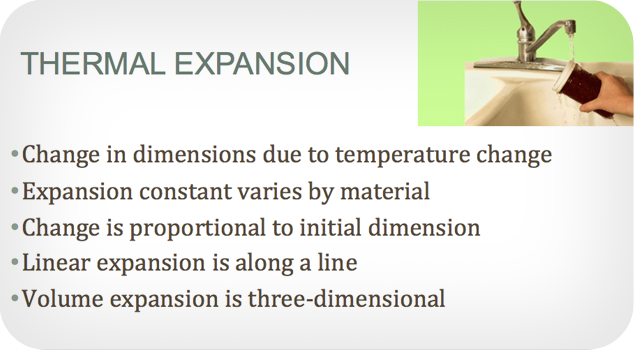 THERMAL EXPANSION
•Change in dimensions due to temperature change
•Expansion constant varies by material
•Change is proportional to initial dimension
•Linear expansion is along a line
•Volume expansion is three-dimensional